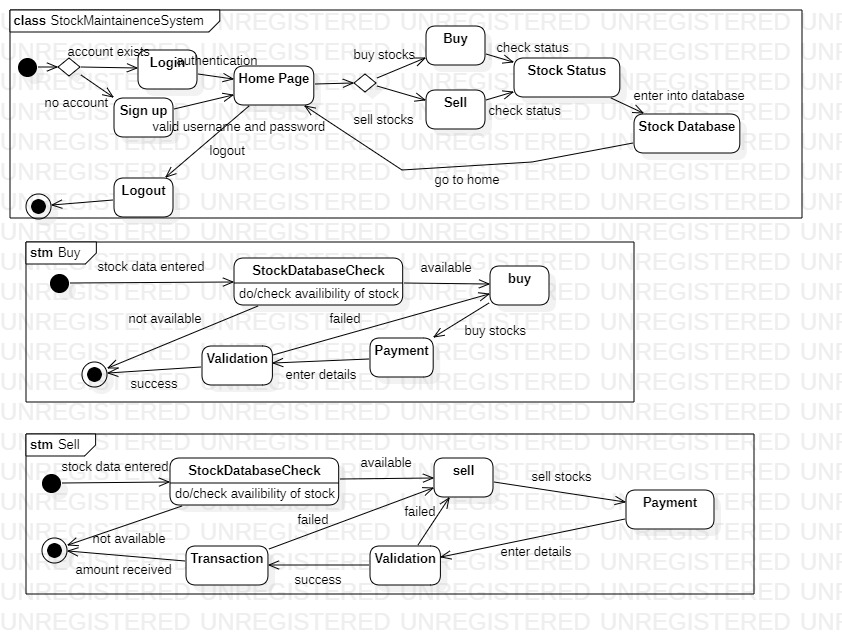 class StockMaintainenceSystem
account exists
Login
authentication
no account
Sign up
valid username and password
Home Page
buy stocks
Buy
check status
sell stocks
Sell
check status
Stock Status
enter into database
Stock Database
go to home
logout
Logout
stm Buy
stock data entered
StockDatabaseCheck
do/check availibility of stock
available
buy
not available
failed
buy stocks
Payment
enter details
Validation
success
stm Sell
stock data entered
StockDatabaseCheck
do/check availibility of stock
available
sell
sell stocks
Payment
not available
failed
failed
enter details
Transaction
Validation
amount received
success
UNREGISTERED